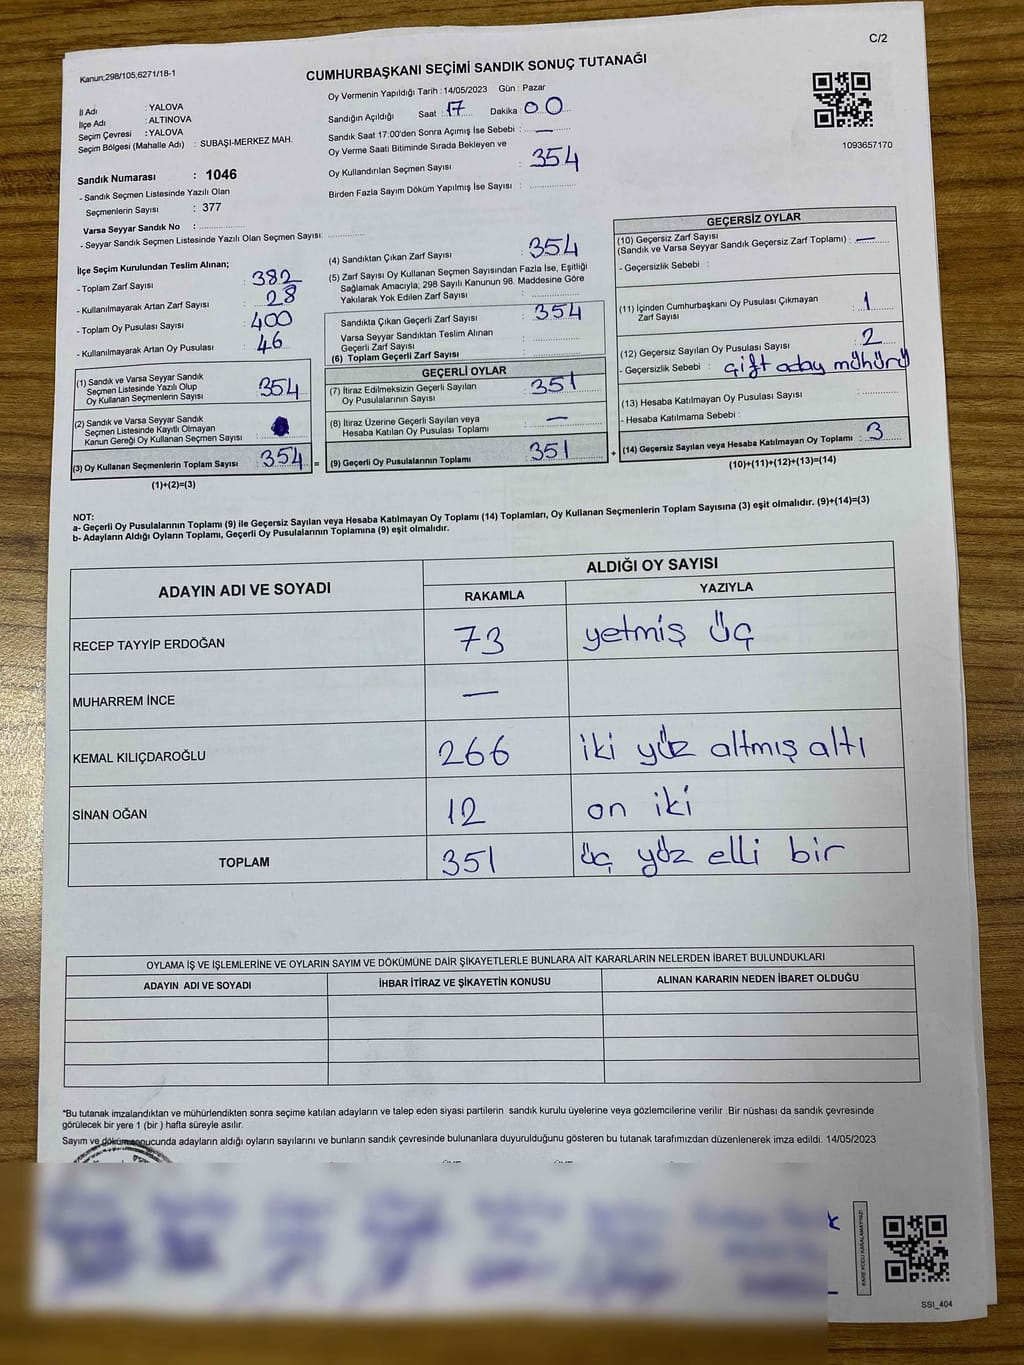 C/2
Kanun;298/105;6271/18-1
CUMHURBAŞKANI SEÇİMİ SANDIK SONUÇ TUTANAĞI
İl Adı : YALOVA
İlçe Adı : ALTINOVA
Seçim Çevresi : YALOVA
Seçim Bölgesi (Mahalle Adı) : SUBAŞI-MERKEZ MAH.
Sandık Numarası : 1046
- Sandık Seçmen Listesinde Yazılı Olan
Seçmenlerin Sayısı : 377
Varsa Seyyar Sandık No :
- Seyyar Sandık Seçmen Listesinde Yazılı Olan Seçmen Sayısı:
Oy Vermenin Yapıldığı Tarih : 14/05/2023 Gün : Pazar
Sandığın Açıldığı Saat : 17 Dakika : 00
Sandık Saat 17:00'den Sonra Açımış İse Sebebi : —
Oy Verme Saati Bitiminde Sırada Bekleyen ve
Oy Kullandırılan Seçmen Sayısı : 354
Birden Fazla Sayım Döküm Yapılmış İse Sayısı :
1093657170
İlçe Seçim Kurulundan Teslim Alınan;
- Toplam Zarf Sayısı : 382
- Kullanılmayarak Artan Zarf Sayısı : 28
- Toplam Oy Pusulası Sayısı : 400
- Kullanılmayarak Artan Oy Pusulası : 46
(1) Sandık ve Varsa Seyyar Sandık
Seçmen Listesinde Yazılı Olup
Oy Kullanan Seçmenlerin Sayısı : 354
(2) Sandık ve Varsa Seyyar Sandık
Seçmen Listesinde Kayıtlı Olmayan
Kanun Gereği Oy Kullanan Seçmen Sayısı :
(3) Oy Kullanan Seçmenlerin Toplam Sayısı : 354 =
(1)+(2)=(3)
(4) Sandıktan Çıkan Zarf Sayısı : 354
(5) Zarf Sayısı Oy Kullanan Seçmen Sayısından Fazla İse, Eşitliği
Sağlamak Amacıyla, 298 Sayılı Kanunun 98. Maddesine Göre
Yakılarak Yok Edilen Zarf Sayısı :
Sandıkta Çıkan Geçerli Zarf Sayısı : 354
Varsa Seyyar Sandıktan Teslim Alınan
Geçerli Zarf Sayısı :
(6) Toplam Geçerli Zarf Sayısı :
GEÇERLİ OYLAR
(7) İtiraz Edilmeksizin Geçerli Sayılan
Oy Pusulalarının Sayısı : 351
(8) İtiraz Üzerine Geçerli Sayılan veya
Hesaba Katılan Oy Pusulası Toplamı : —
(9) Geçerli Oy Pusulalarının Toplamı : 351 +
GEÇERSİZ OYLAR
(10) Geçersiz Zarf Sayısı
(Sandık ve Varsa Seyyar Sandık Geçersiz Zarf Toplamı) : —
- Geçersizlik Sebebi :
(11) İçinden Cumhurbaşkanı Oy Pusulası Çıkmayan
Zarf Sayısı : 1
(12) Geçersiz Sayılan Oy Pusulası Sayısı : 2
- Geçersizlik Sebebi : çift aday mühürü
(13) Hesaba Katılmayan Oy Pusulası Sayısı :
- Hesaba Katılmama Sebebi :
(14) Geçersiz Sayılan veya Hesaba Katılmayan Oy Toplamı : 3
(10)+(11)+(12)+(13)=(14)
NOT:
a- Geçerli Oy Pusulalarının Toplamı (9) ile Geçersiz Sayılan veya Hesaba Katılmayan Oy Toplamı (14) Toplamları, Oy Kullanan Seçmenlerin Toplam Sayısına (3) eşit olmalıdır. (9)+(14)=(3)
b- Adayların Aldığı Oyların Toplamı, Geçerli Oy Pusulalarının Toplamına (9) eşit olmalıdır.
ADAYIN ADI VE SOYADI ALDIĞI OY SAYISI
RAKAMLA YAZIYLA
RECEP TAYYİP ERDOĞAN 73 yetmiş üç
MUHARREM İNCE —
KEMAL KILIÇDAROĞLU 266 iki yüz altmış altı
SİNAN OĞAN 12 on iki
TOPLAM 351 üç yüz elli bir
OYLAMA İŞ VE İŞLEMLERİNE VE OYLARIN SAYIM VE DÖKÜMÜNE DAİR ŞİKAYETLERLE BUNLARA AİT KARARLARIN NELERDEN İBARET BULUNDUKLARI
ADAYIN ADI VE SOYADI İHBAR İTİRAZ VE ŞİKAYETİN KONUSU ALINAN KARARIN NEDEN İBARET OLDUĞU
*Bu tutanak imzalandıktan ve mühürlendikten sonra seçime katılan adayların ve talep eden siyasi partilerin sandık kurulu üyelerine veya gözlemcilerine verilir .Bir nüshası da sandık çevresinde
görülecek bir yere 1 (bir ) hafta süreyle asılır.
Sayım ve döküm sonucunda adayların aldığı oyların sayılarını ve bunların sandık çevresinde bulunanlara duyurulduğunu gösteren bu tutanak tarafımızdan düzenlenerek imza edildi. 14/05/2023
KARE KODU KARALAMAYINIZ!
SSI_404